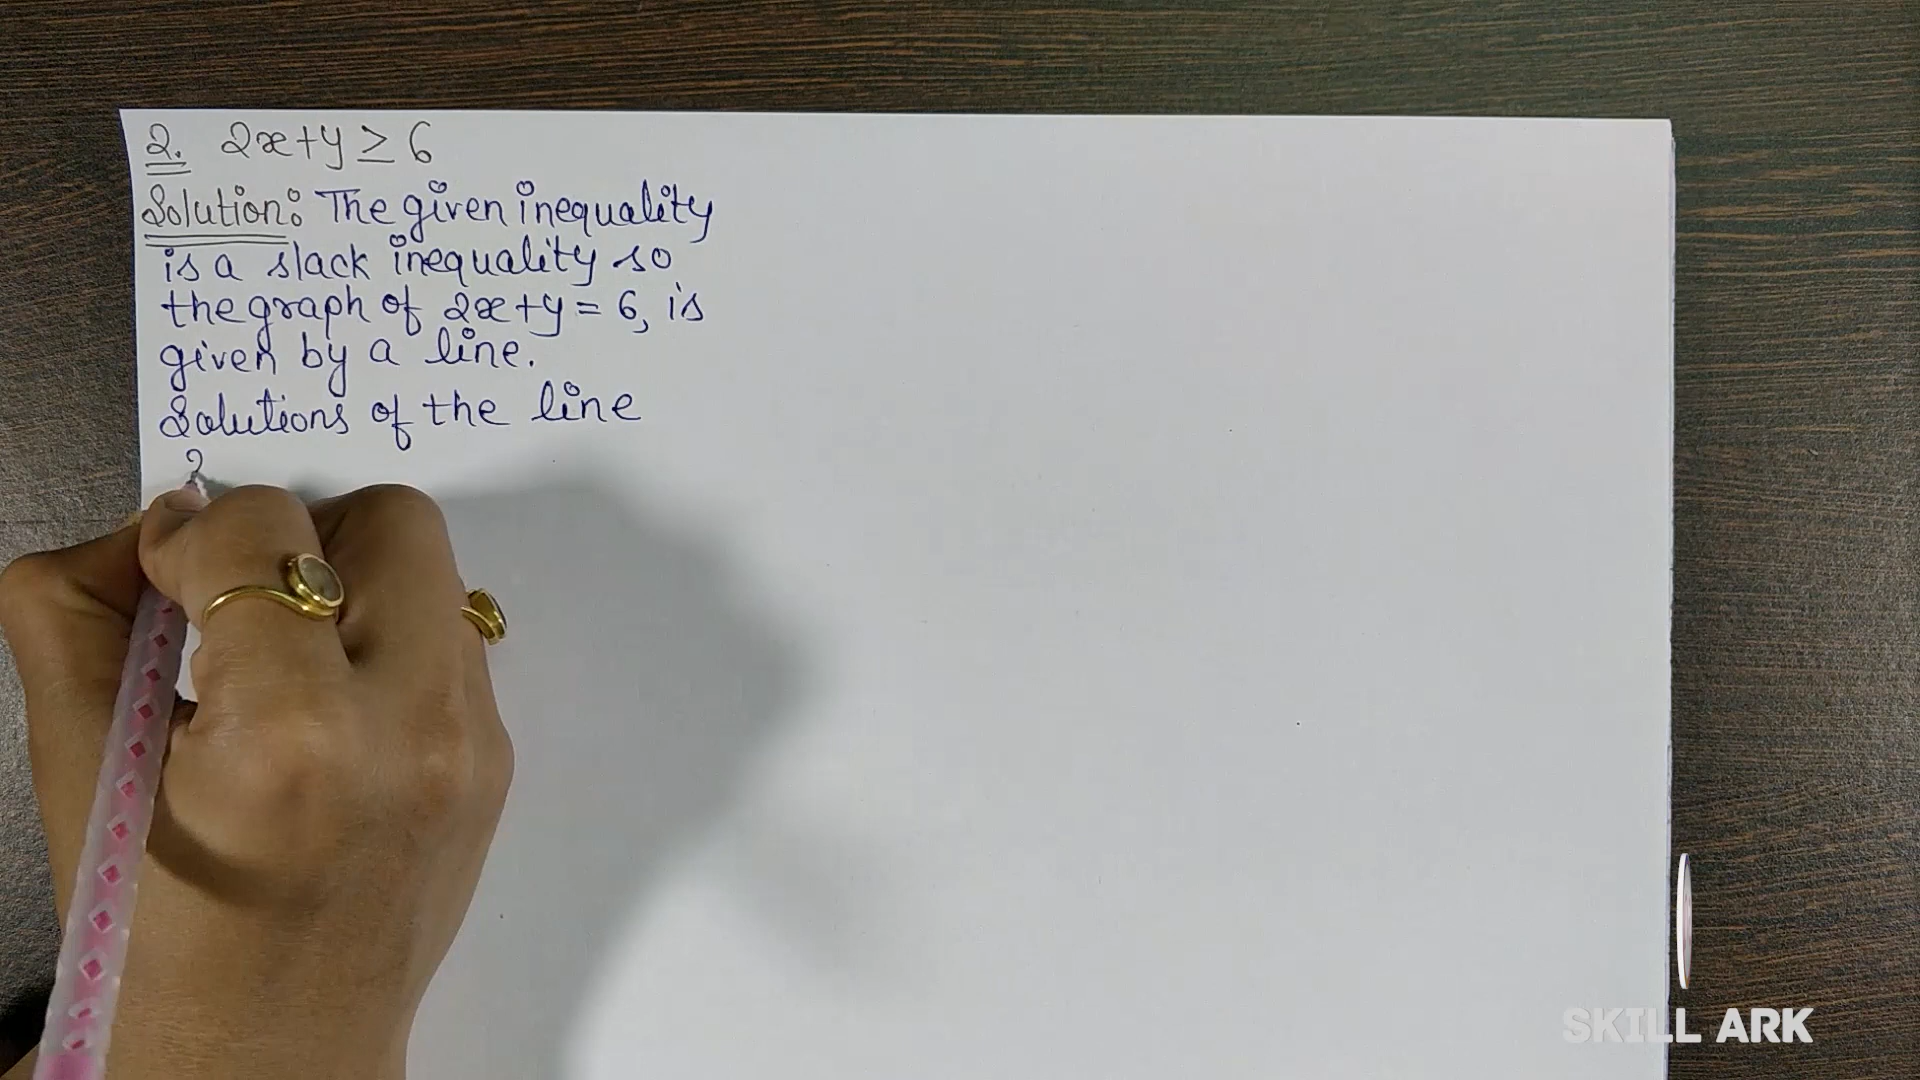 2. 2x+y ≥ 6
Solution: The given inequality
is a slack inequality so
the graph of 2x+y = 6, is
given by a line.
Solutions of the line
2
SKILL ARK